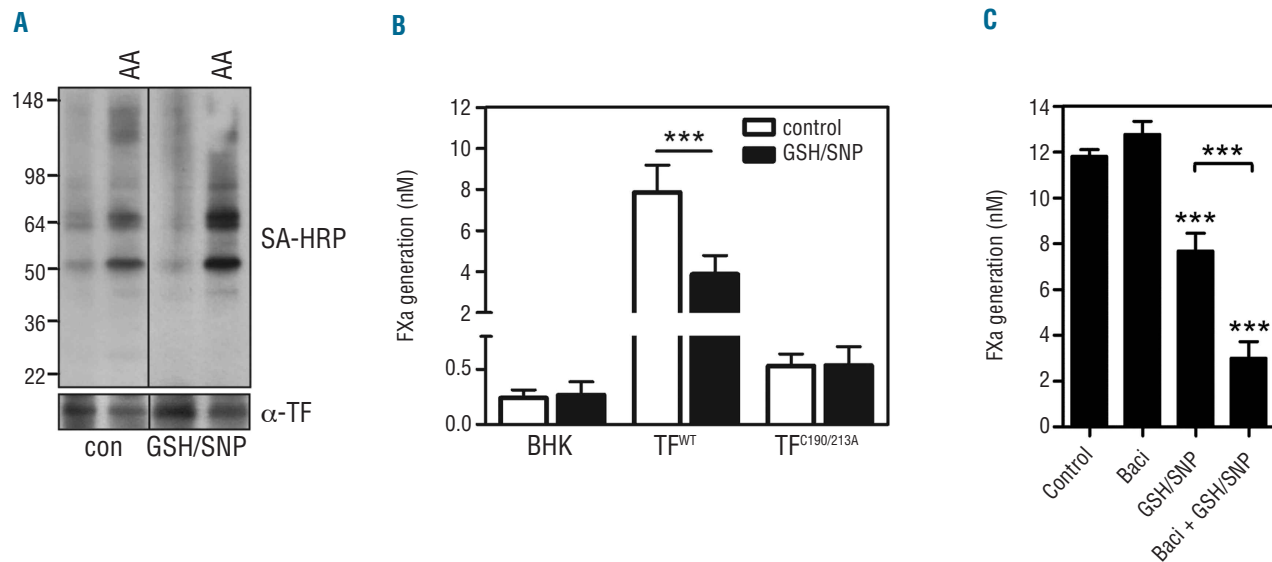 A
AA
AA
148
98
64
50
36
22
SA-HRP
α-TF
con GSH/SNP
B
FXa generation (nM)
12
10
8
6
4
2
0.5
0.0
***
control
GSH/SNP
BHK
TFWT
TFC190/213A
C
FXa generation (nM)
14
12
10
8
6
4
2
0
***
***
***
Control
Baci
GSH/SNP
Baci + GSH/SNP